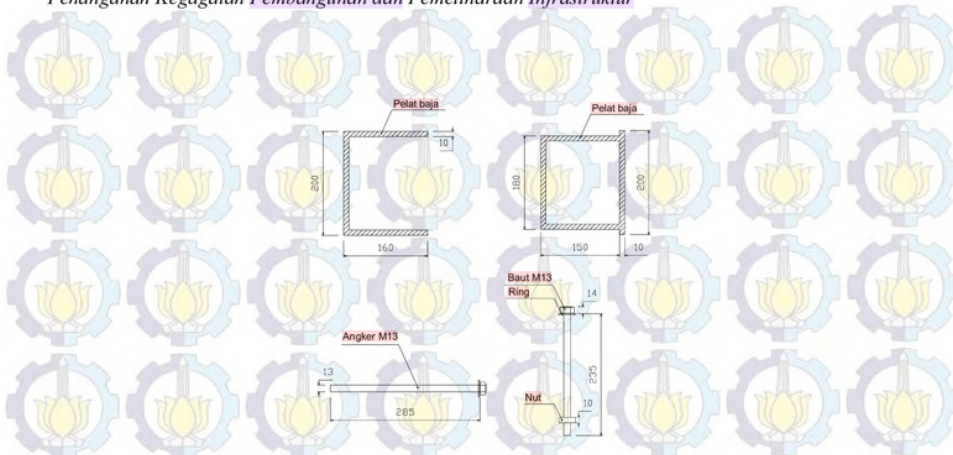 Penanganan Kegagalan Pembangunan dan Pemeliharaan Infrastruktur
Pelat baja
10
200
160
Pelat baja
180
200
150
10
Baut M13
Ring
14
235
Nut
10
Angker M13
13
285